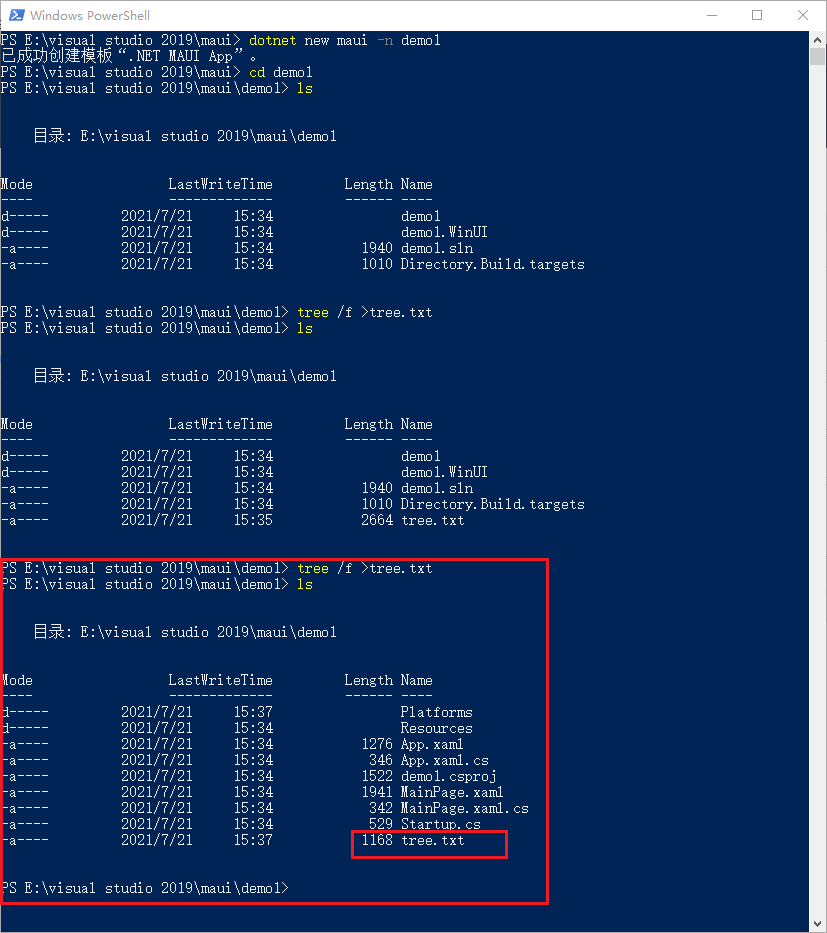 Windows PowerShell
PS E:\visual studio 2019\maui> dotnet new maui -n demo1
已成功创建模板“.NET MAUI App”。
PS E:\visual studio 2019\maui> cd demo1
PS E:\visual studio 2019\maui\demo1> ls
目录: E:\visual studio 2019\maui\demo1
Mode LastWriteTime Length Name
---- ------------- ------ ----
d----- 2021/7/21 15:34 demo1
d----- 2021/7/21 15:34 demo1.WinUI
-a---- 2021/7/21 15:34 1940 demo1.sln
-a---- 2021/7/21 15:34 1010 Directory.Build.targets
PS E:\visual studio 2019\maui\demo1> tree /f >tree.txt
PS E:\visual studio 2019\maui\demo1> ls
目录: E:\visual studio 2019\maui\demo1
Mode LastWriteTime Length Name
---- ------------- ------ ----
d----- 2021/7/21 15:34 demo1
d----- 2021/7/21 15:34 demo1.WinUI
-a---- 2021/7/21 15:34 1940 demo1.sln
-a---- 2021/7/21 15:34 1010 Directory.Build.targets
-a---- 2021/7/21 15:35 2664 tree.txt
PS E:\visual studio 2019\maui\demo1> tree /f >tree.txt
PS E:\visual studio 2019\maui\demo1> ls
目录: E:\visual studio 2019\maui\demo1
Mode LastWriteTime Length Name
---- ------------- ------ ----
d----- 2021/7/21 15:37 Platforms
d----- 2021/7/21 15:34 Resources
-a---- 2021/7/21 15:34 1276 App.xaml
-a---- 2021/7/21 15:34 346 App.xaml.cs
-a---- 2021/7/21 15:34 1522 demo1.csproj
-a---- 2021/7/21 15:34 1941 MainPage.xaml
-a---- 2021/7/21 15:34 342 MainPage.xaml.cs
-a---- 2021/7/21 15:34 529 Startup.cs
-a---- 2021/7/21 15:37 1168 tree.txt
PS E:\visual studio 2019\maui\demo1>